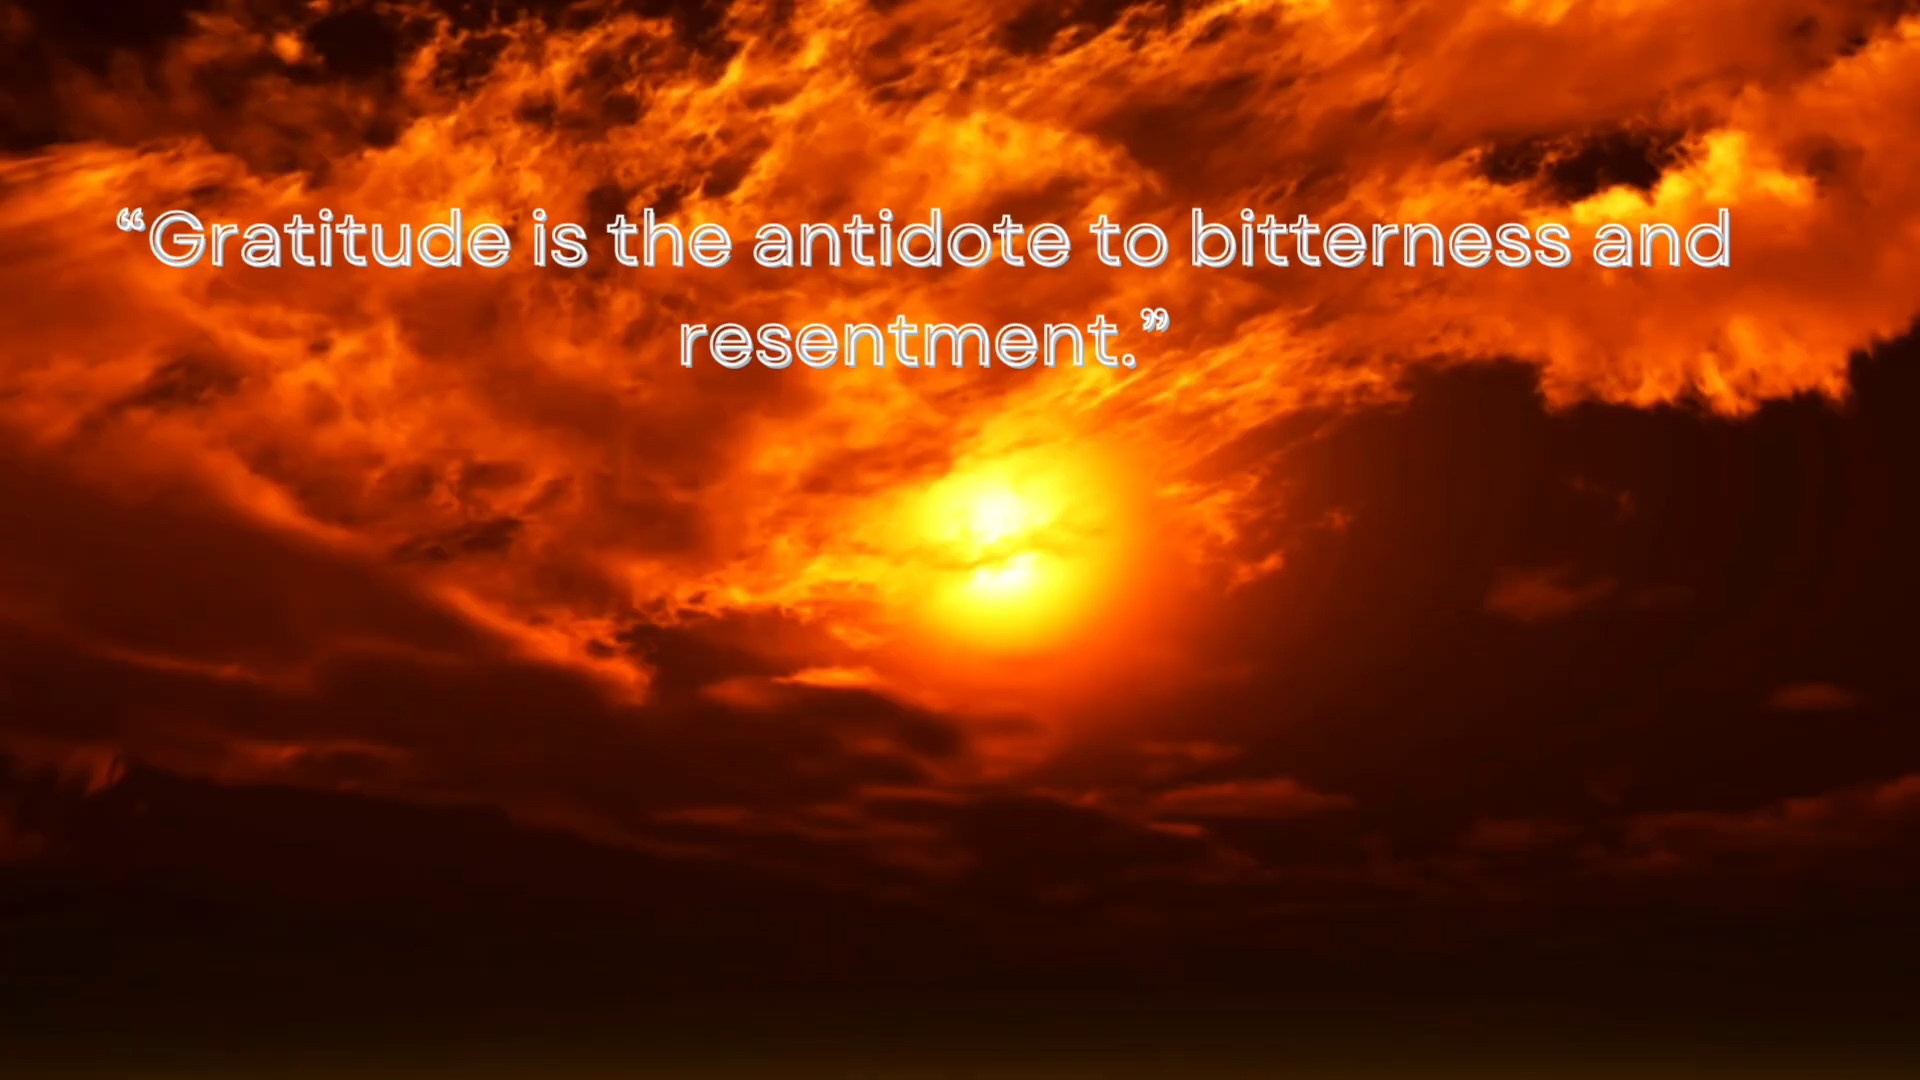 “Gratitude is the antidote to bitterness and
resentment.”